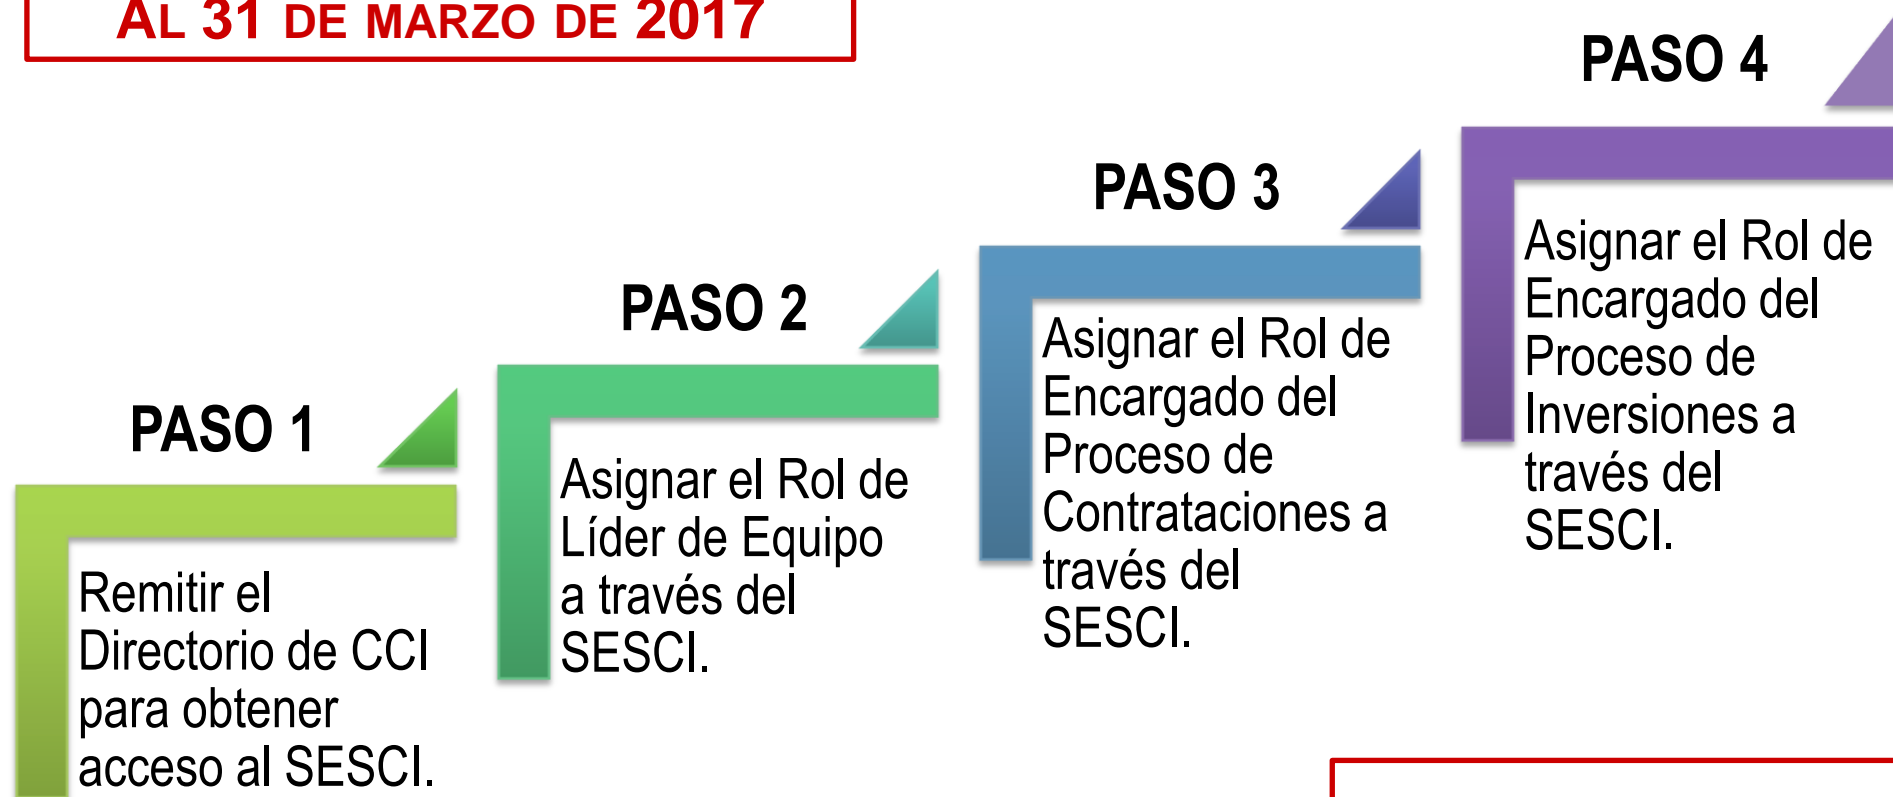 AL 31 DE MARZO DE 2017
PASO 1
Remitir el
Directorio de CCI
para obtener
acceso al SESCI.
PASO 2
Asignar el Rol de
Líder de Equipo
a través del
SESCI.
PASO 3
Asignar el Rol de
Encargado del
Proceso de
Contrataciones a
través del
SESCI.
PASO 4
Asignar el Rol de
Encargado del
Proceso de
Inversiones a
través del
SESCI.